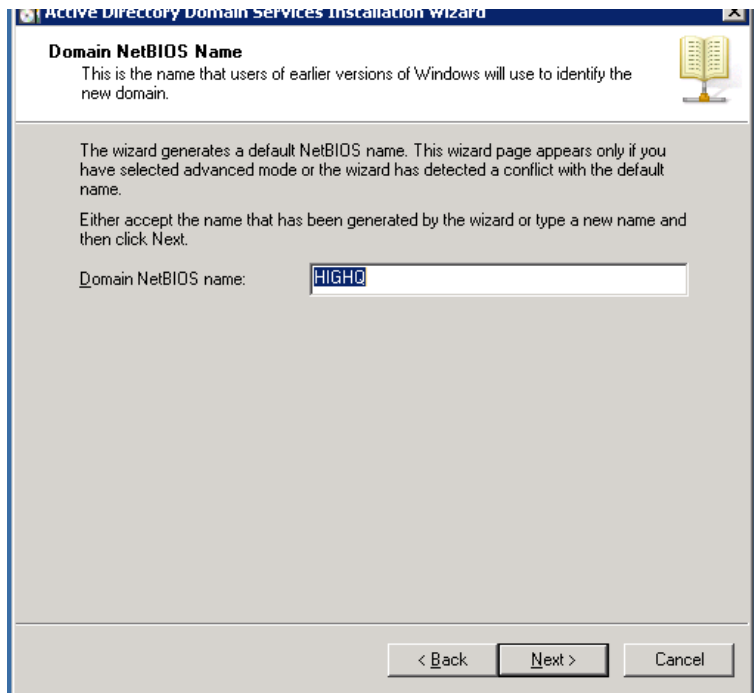 Active Directory Domain Services Installation Wizard
Domain NetBIOS Name
This is the name that users of earlier versions of Windows will use to identify the
new domain.
The wizard generates a default NetBIOS name. This wizard page appears only if you
have selected advanced mode or the wizard has detected a conflict with the default
name.
Either accept the name that has been generated by the wizard or type a new name and
then click Next.
Domain NetBIOS name: HIGHQ
< Back Next > Cancel